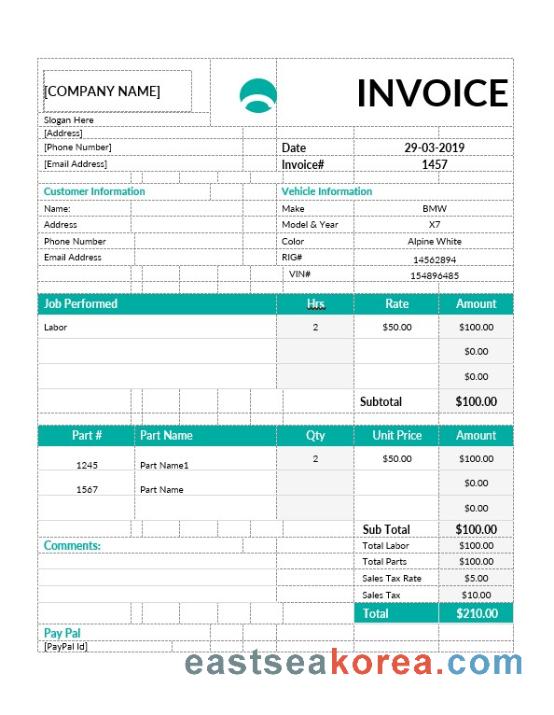 [COMPANY NAME]
INVOICE
Slogan Here
[Address]
[Phone Number] Date 29-03-2019
[Email Address] Invoice# 1457
Customer Information Vehicle Information
Name: Make BMW
Address Model & Year X7
Phone Number Color Alpine White
Email Address RIG# 14562894
VIN# 154896485
Job Performed Hrs Rate Amount
Labor 2 $50.00 $100.00
$0.00
$0.00
Subtotal $100.00
Part # Part Name Qty Unit Price Amount
1245 Part Name1 2 $50.00 $100.00
1567 Part Name $0.00
$0.00
Sub Total $100.00
Comments: Total Labor $100.00
Total Parts $100.00
Sales Tax Rate $5.00
Sales Tax $10.00
Total $210.00
Pay Pal
[PayPal Id]
eastseakorea.com